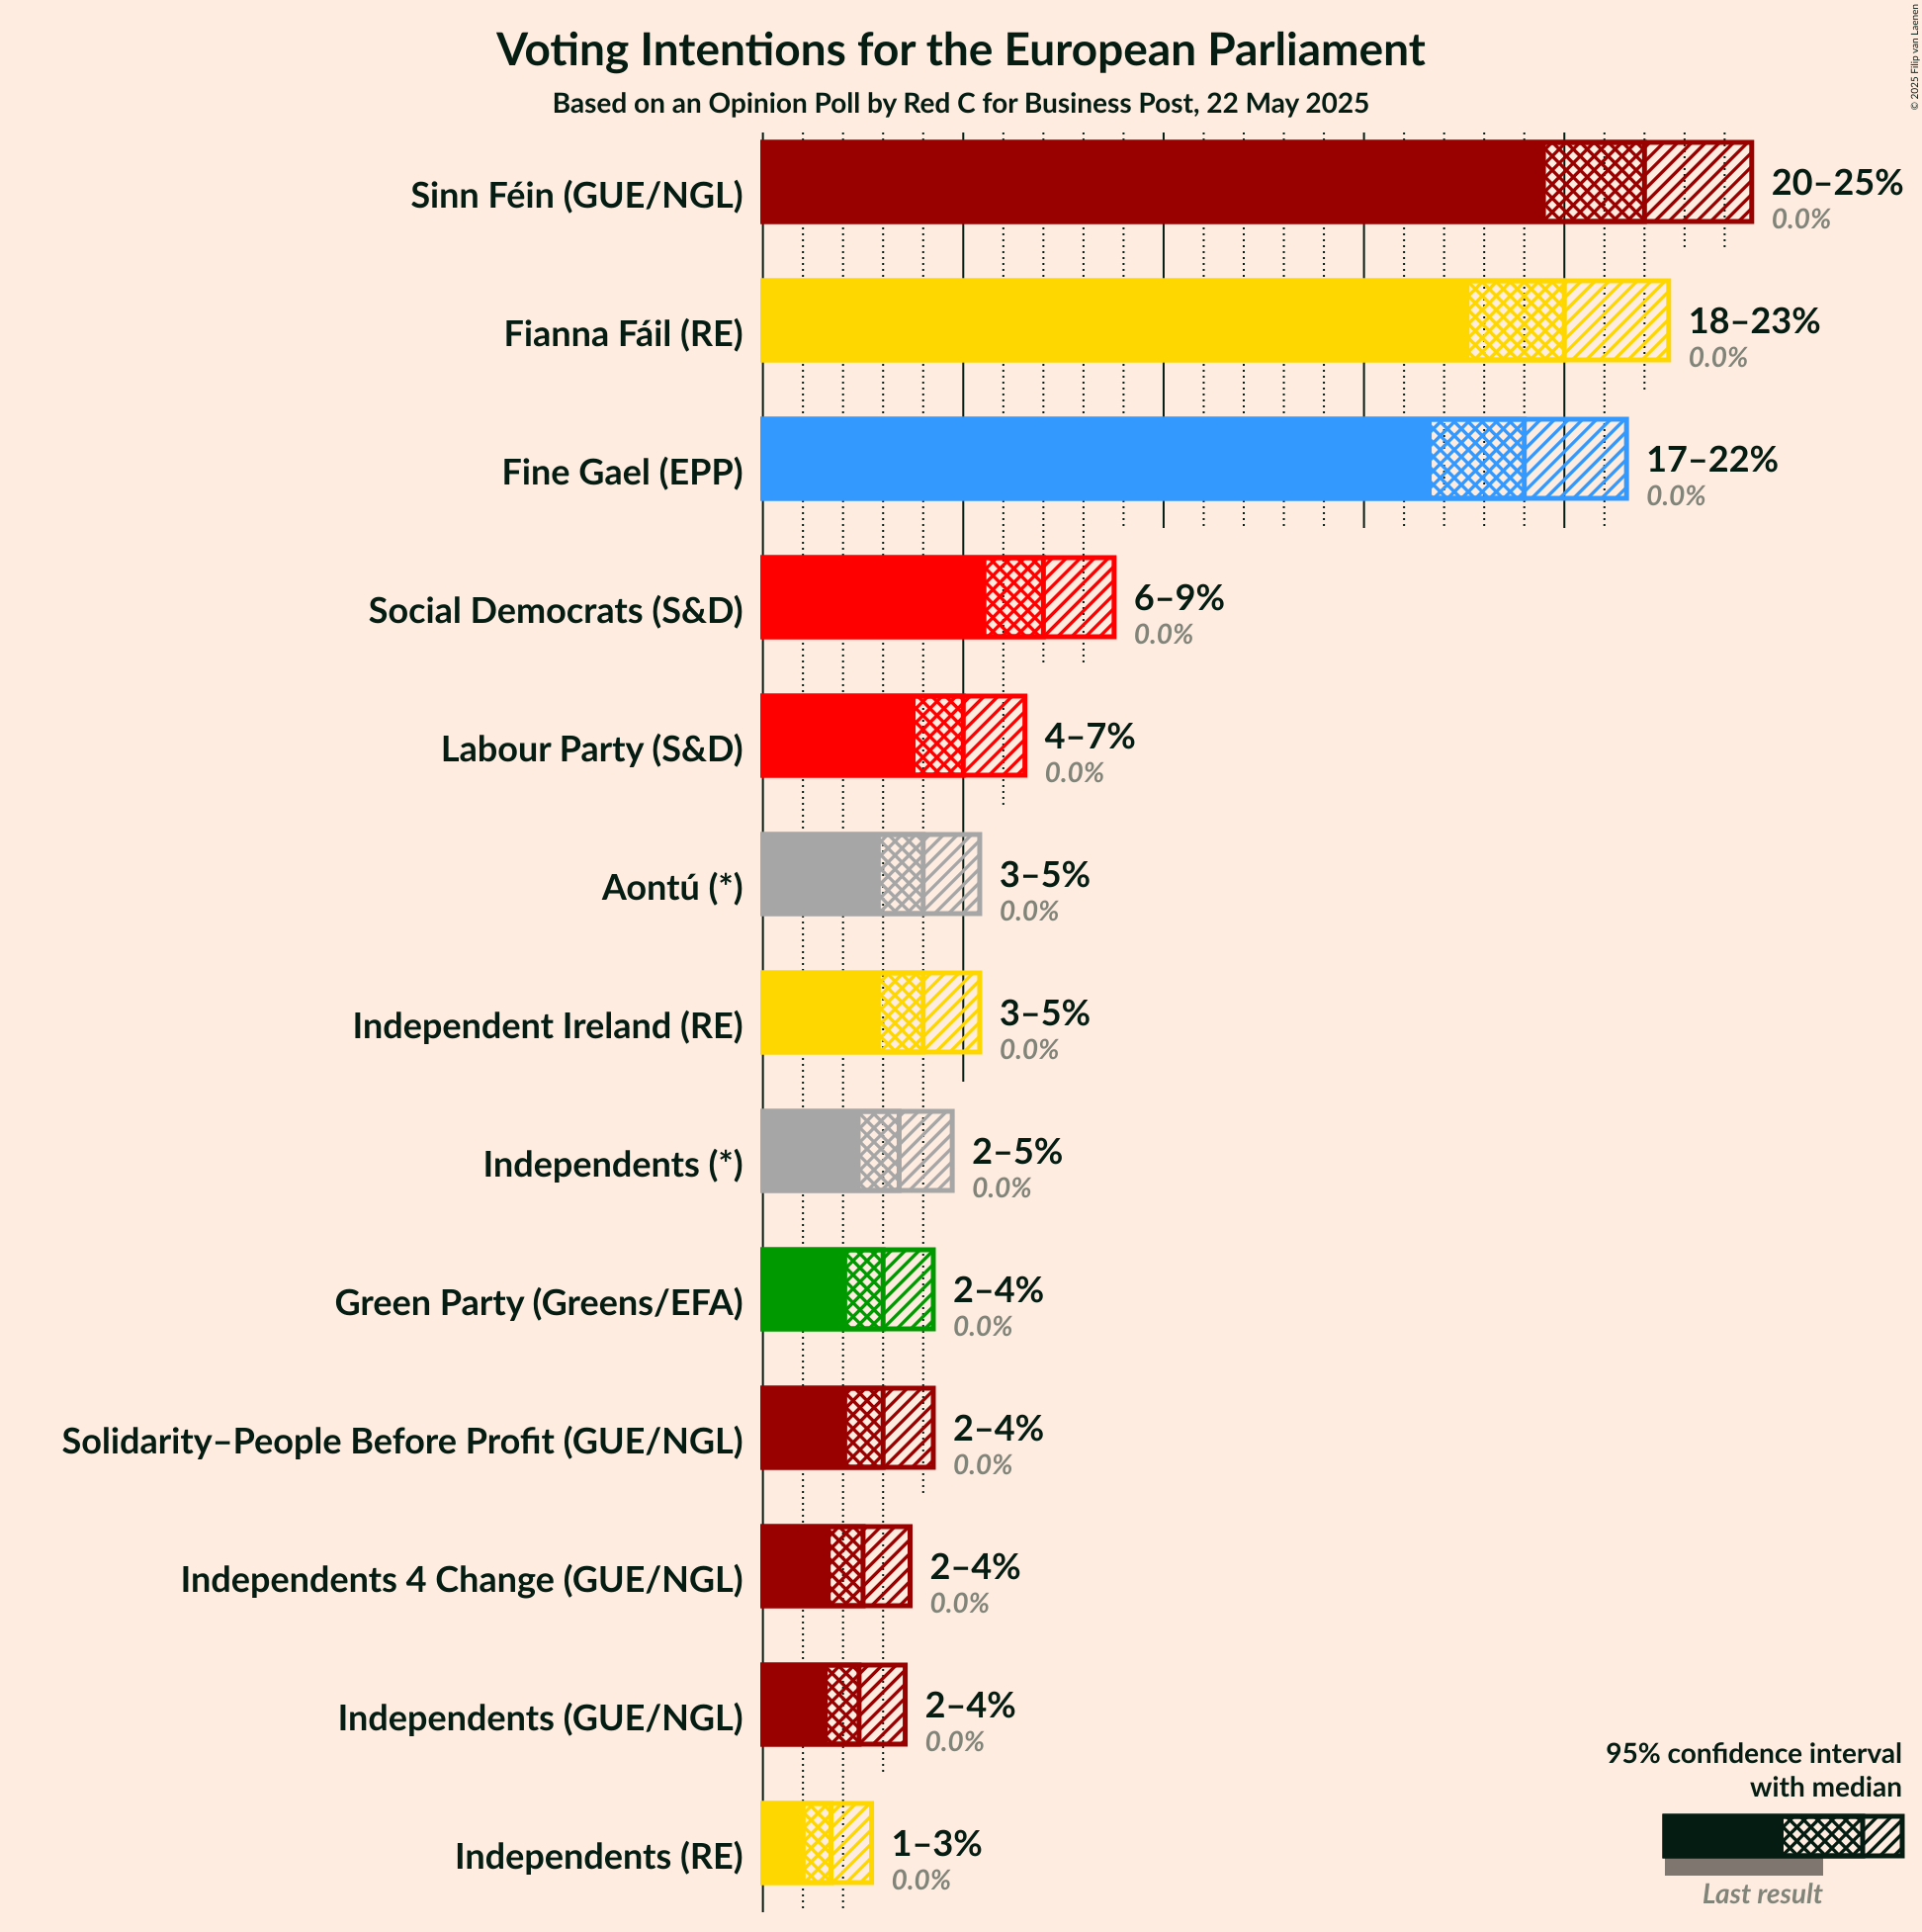 Voting Intentions for the European Parliament
Based on an Opinion Poll by Red C for Business Post, 22 May 2025
© 2025 Filip van Laenen
Sinn Féin (GUE/NGL)
20–25%
0.0%
Fianna Fáil (RE)
18–23%
0.0%
Fine Gael (EPP)
17–22%
0.0%
Social Democrats (S&D)
6–9%
0.0%
Labour Party (S&D)
4–7%
0.0%
Aontú (*)
3–5%
0.0%
Independent Ireland (RE)
3–5%
0.0%
Independents (*)
2–5%
0.0%
Green Party (Greens/EFA)
2–4%
0.0%
Solidarity–People Before Profit (GUE/NGL)
2–4%
0.0%
Independents 4 Change (GUE/NGL)
2–4%
0.0%
Independents (GUE/NGL)
2–4%
0.0%
Independents (RE)
1–3%
0.0%
95% confidence interval
with median
Last result